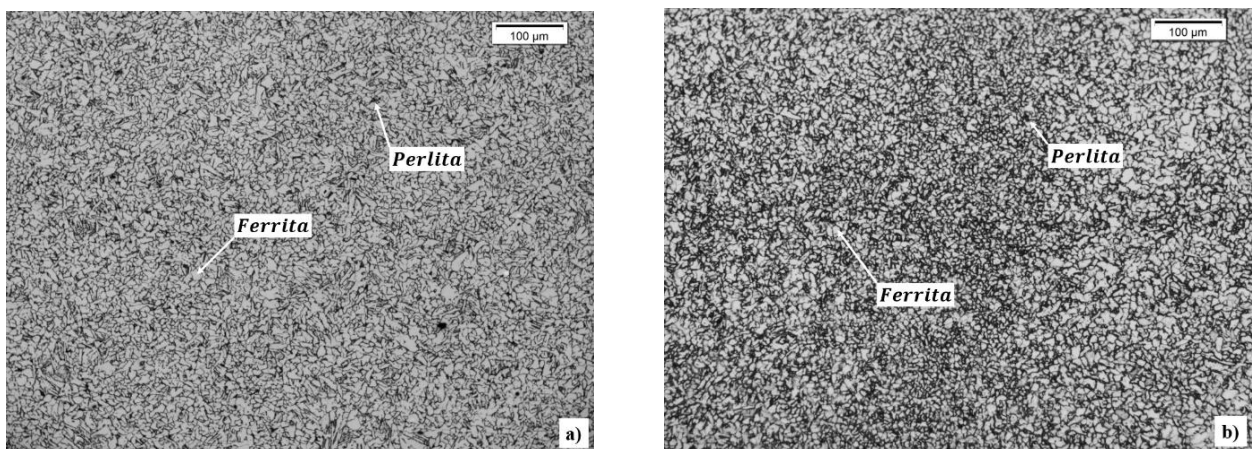 100 μm
Perlita
Ferrita
a)
100 μm
Perlita
Ferrita
b)